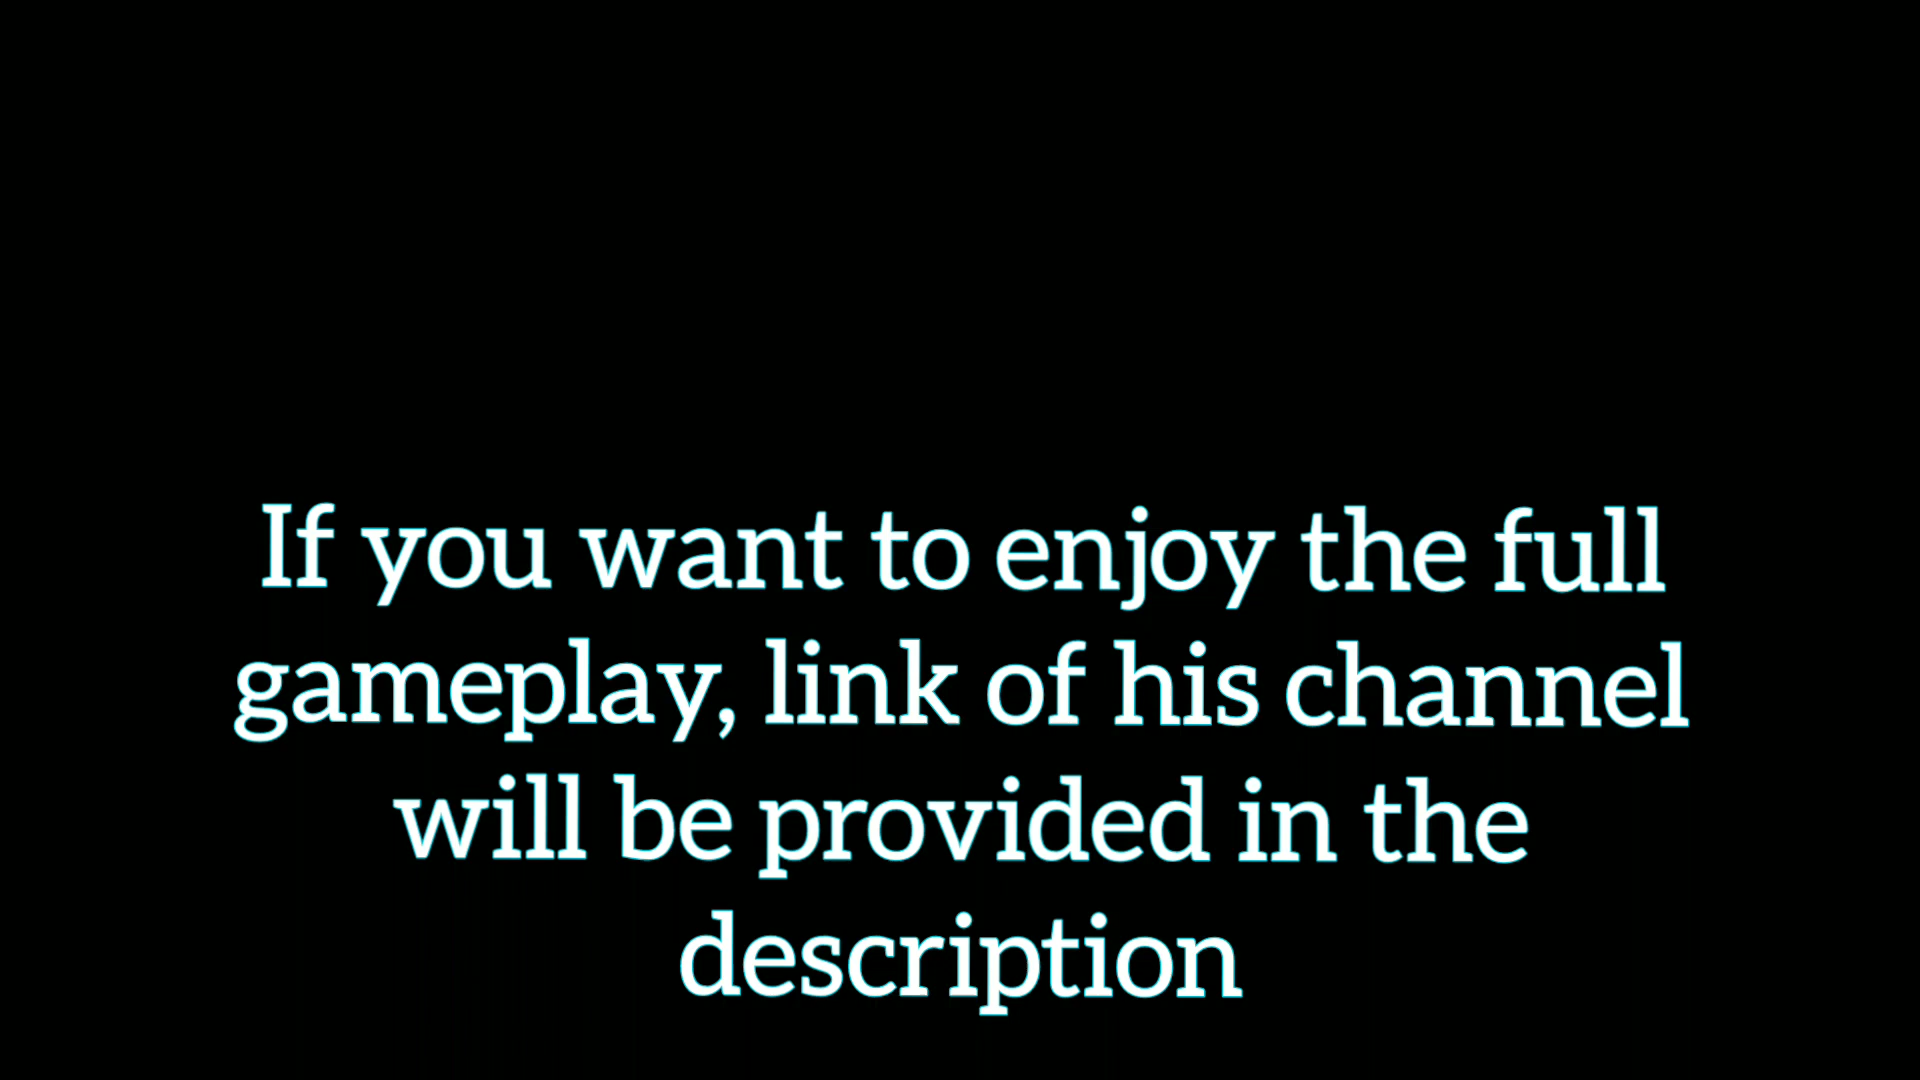 If you want to enjoy the full
gameplay, link of his channel
will be provided in the
description